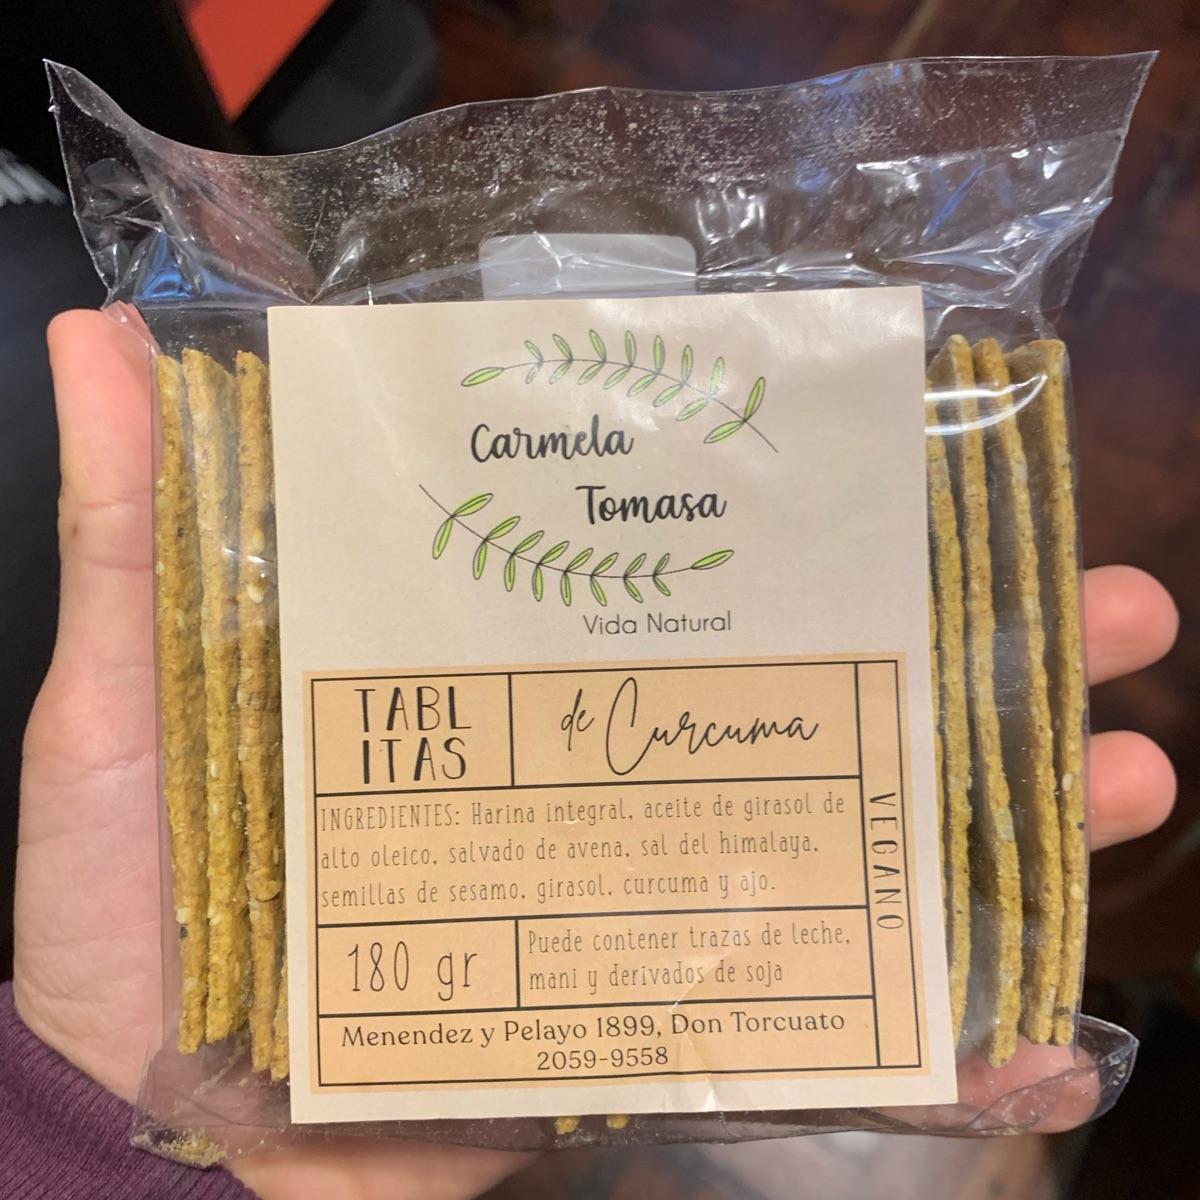 Carmela
Tomasa
Vida Natural
TABL
ITAS
de Curcuma
VEGANO
INGREDIENTES: Harina integral, aceite de girasol de
alto oleico, salvado de avena, sal del himalaya,
semillas de sesamo, girasol, curcuma y ajo.
180 gr
Puede contener trazas de leche,
mani y derivados de soja
Menendez y Pelayo 1899, Don Torcuato
2059-9558